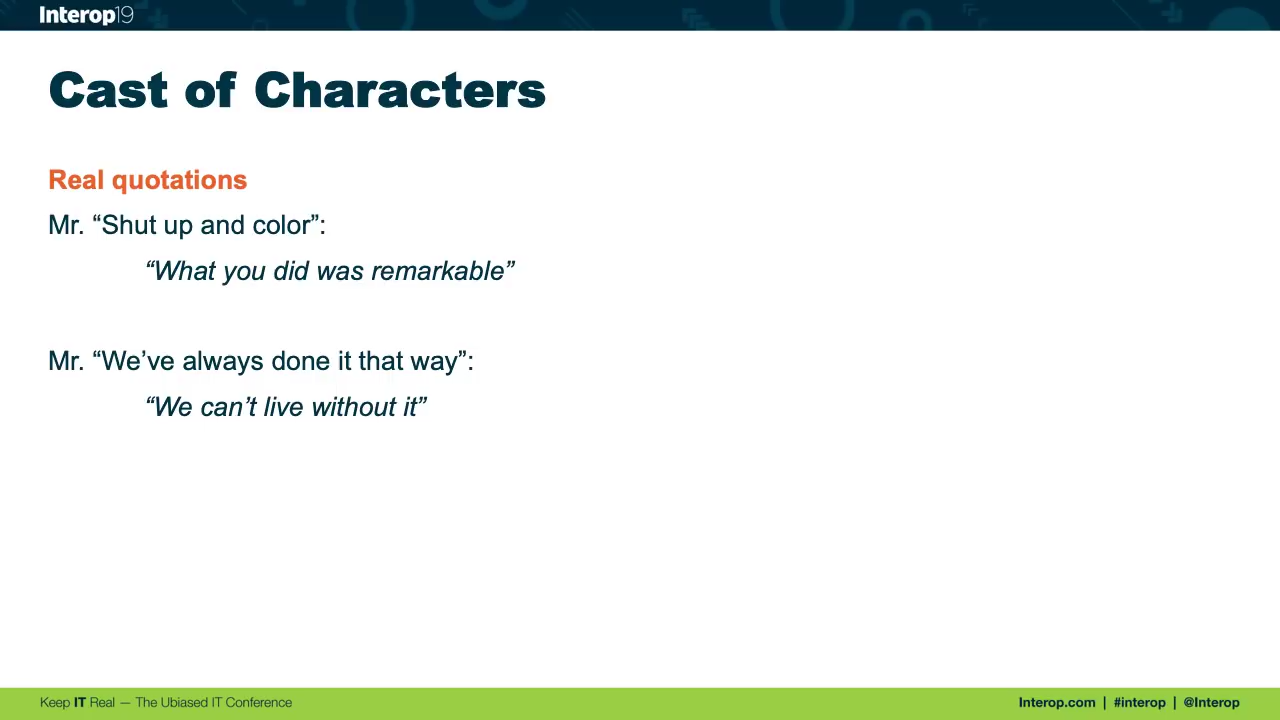 Interop19
Cast of Characters
Real quotations
Mr. “Shut up and color”:
“What you did was remarkable”
Mr. “We’ve always done it that way”:
“We can’t live without it”
Keep IT Real — The Ubiased IT Conference
Interop.com | #interop | @Interop